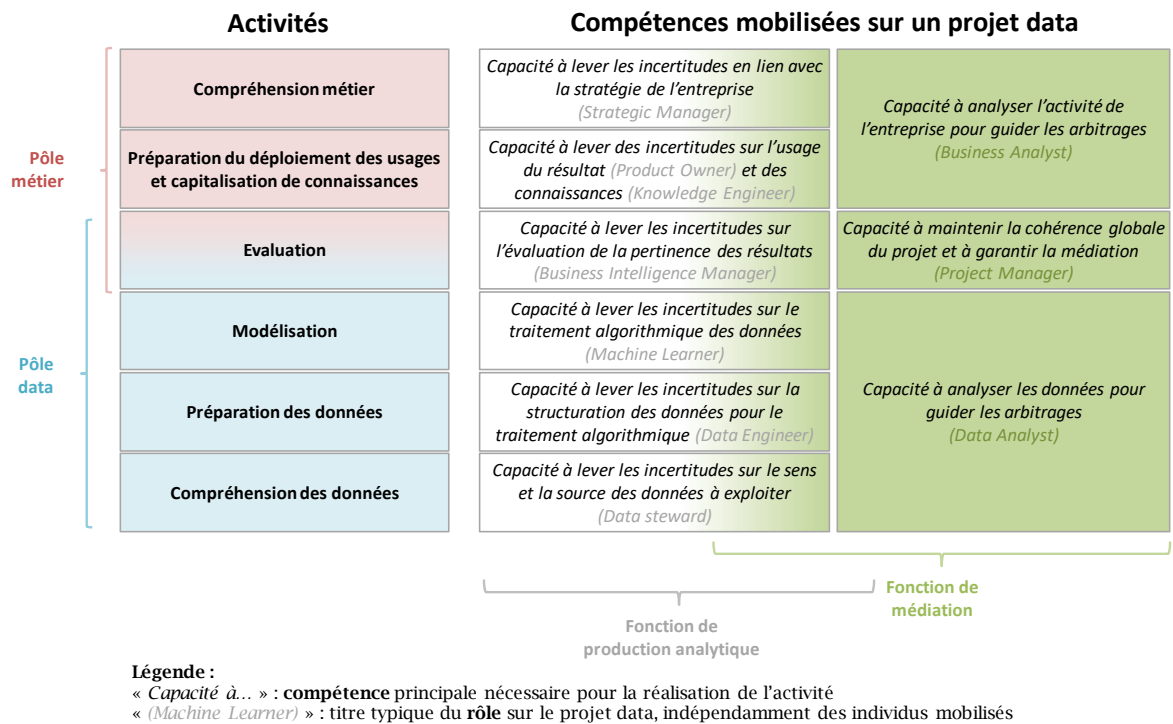 Activités
Compétences mobilisées sur un projet data
Pôle
métier
Pôle
data
Compréhension métier
Capacité à lever les incertitudes en lien avec
la stratégie de l'entreprise
(Strategic Manager)
Capacité à analyser l'activité de
l'entreprise pour guider les arbitrages
(Business Analyst)
Préparation du déploiement des usages
et capitalisation de connaissances
Capacité à lever des incertitudes sur l'usage
du résultat (Product Owner) et des
connaissances (Knowledge Engineer)
Evaluation
Capacité à lever les incertitudes sur
l'évaluation de la pertinence des résultats
(Business Intelligence Manager)
Capacité à maintenir la cohérence globale
du projet et à garantir la médiation
(Project Manager)
Modélisation
Capacité à lever les incertitudes sur le
traitement algorithmique des données
(Machine Learner)
Préparation des données
Capacité à lever les incertitudes sur la
structuration des données pour le
traitement algorithmique (Data Engineer)
Capacité à analyser les données pour
guider les arbitrages
(Data Analyst)
Compréhension des données
Capacité à lever les incertitudes sur le sens
et la source des données à exploiter
(Data steward)
Fonction de
médiation
Fonction de
production analytique
Légende :
« Capacité à... » : compétence principale nécessaire pour la réalisation de l'activité
« (Machine Learner) » : titre typique du rôle sur le projet data, indépendamment des individus mobilisés